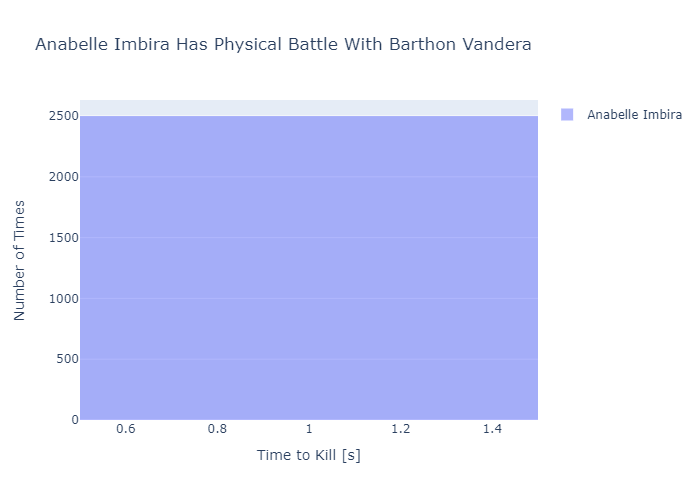 Anabelle Imbira Has Physical Battle With Barthon Vandera
2500
2000
1500
1000
500
0
0.6
0.8
1
1.2
1.4
Number of Times
Time to Kill [s]
Anabelle Imbira